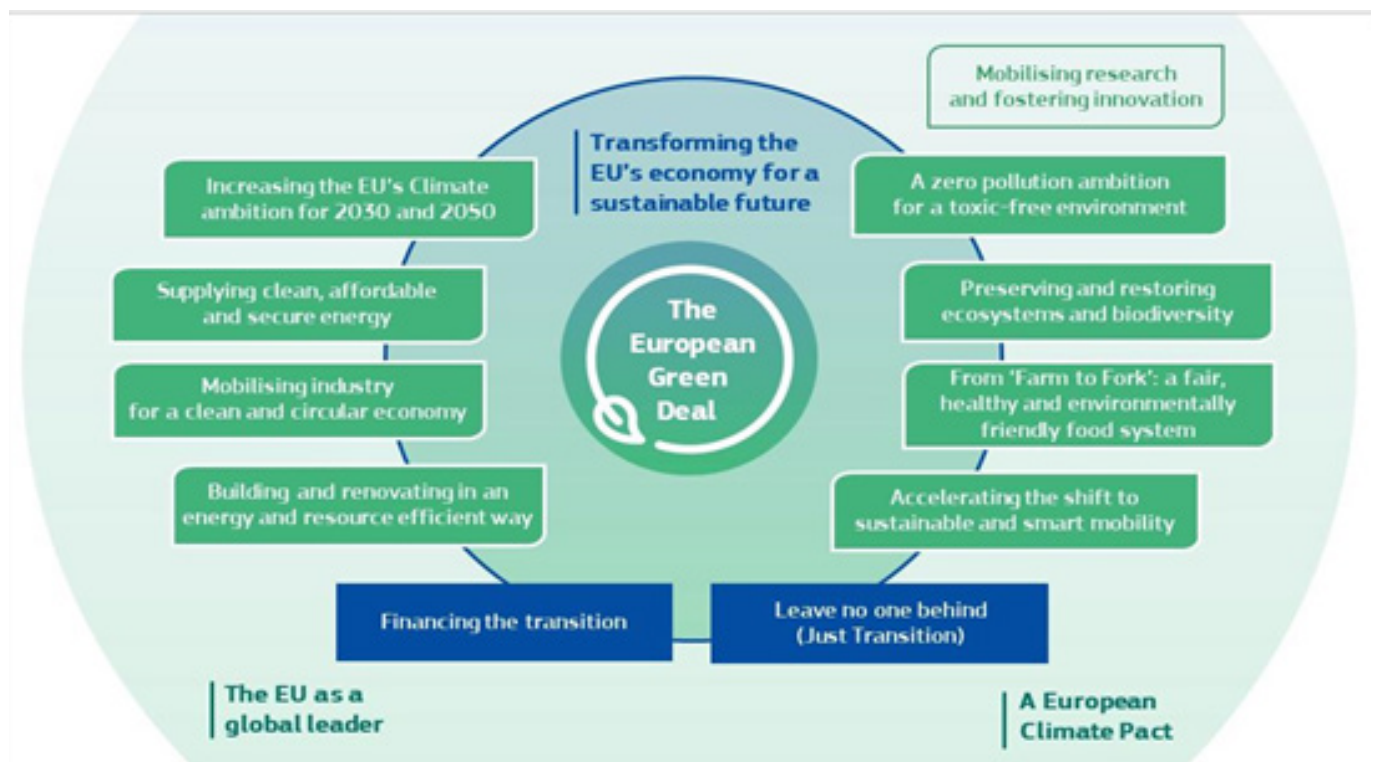 Mobilising research
and fostering innovation
Transforming the
EU's economy for a
sustainable future
Increasing the EU's Climate
ambition for 2030 and 2050
A zero pollution ambition
for a toxic-free environment
Supplying clean, affordable
and secure energy
Preserving and restoring
ecosystems and biodiversity
The
European
Green
Deal
Mobilising industry
for a clean and circular economy
From 'Farm to Fork': a fair,
healthy and environmentally
friendly food system
Building and renovating in an
energy and resource efficient way
Accelerating the shift to
sustainable and smart mobility
Financing the transition
Leave no one behind
(Just Transition)
The EU as a
global leader
A European
Climate Pact